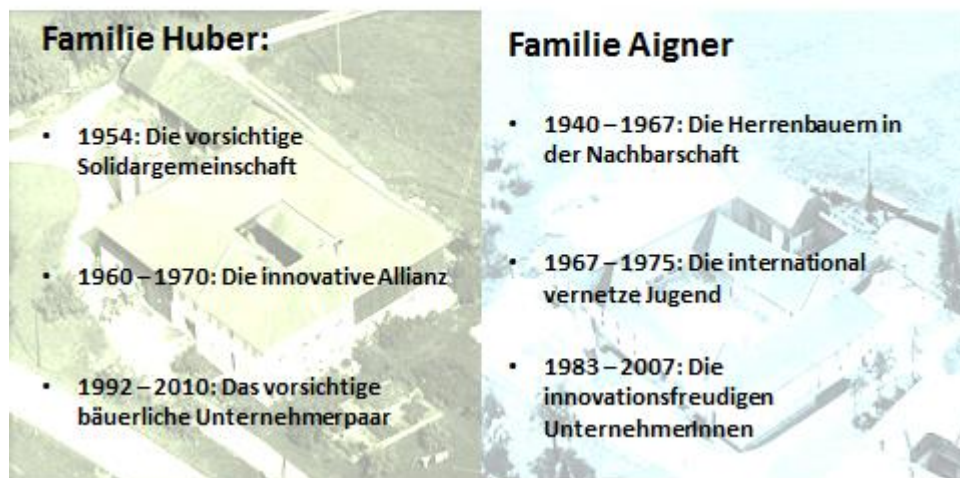 Familie Huber:
• 1954: Die vorsichtige
Solidargemeinschaft
• 1960 – 1970: Die innovative Allianz
• 1992 – 2010: Das vorsichtige
bäuerliche Unternehmerpaar
Familie Aigner
• 1940 – 1967: Die Herrenbauern in
der Nachbarschaft
• 1967 – 1975: Die international
vernetze Jugend
• 1983 – 2007: Die
innovationsfreudigen
UnternehmerInnen